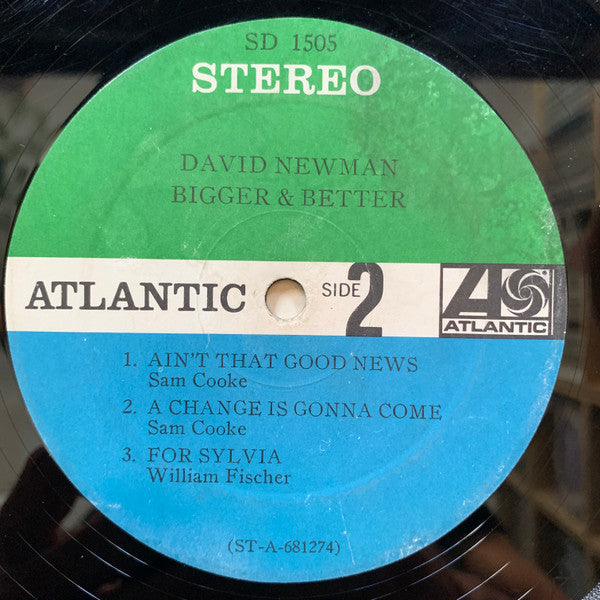 SD 1505
STEREO
DAVID NEWMAN
BIGGER & BETTER
ATLANTIC SIDE 2 ATLANTIC
1. AIN'T THAT GOOD NEWS
Sam Cooke
2. A CHANGE IS GONNA COME
Sam Cooke
3. FOR SYLVIA
William Fischer
(ST-A-681274)